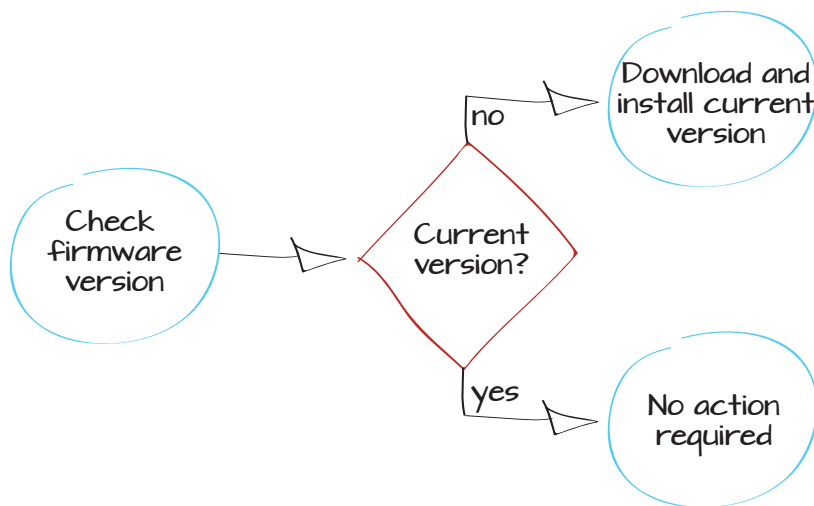 Check
firmware
version
Current
version?
no
Download and
install current
version
yes
No action
required